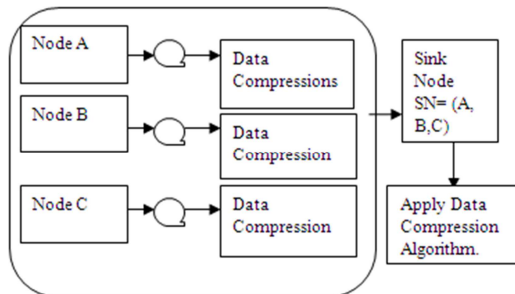 Node A
Data
Compressions
Node B
Data
Compression
Node C
Data
Compression
Sink
Node
SN= (A,
B,C)
Apply Data
Compression
Algorithm.